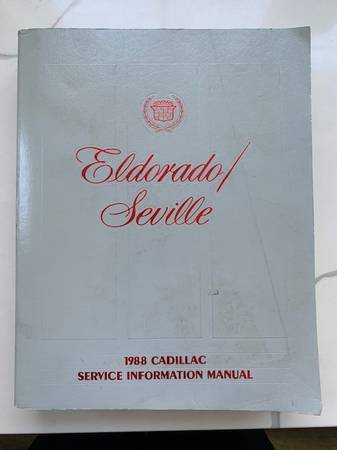 Eldorado/
Seville
1988 CADILLAC
SERVICE INFORMATION MANUAL